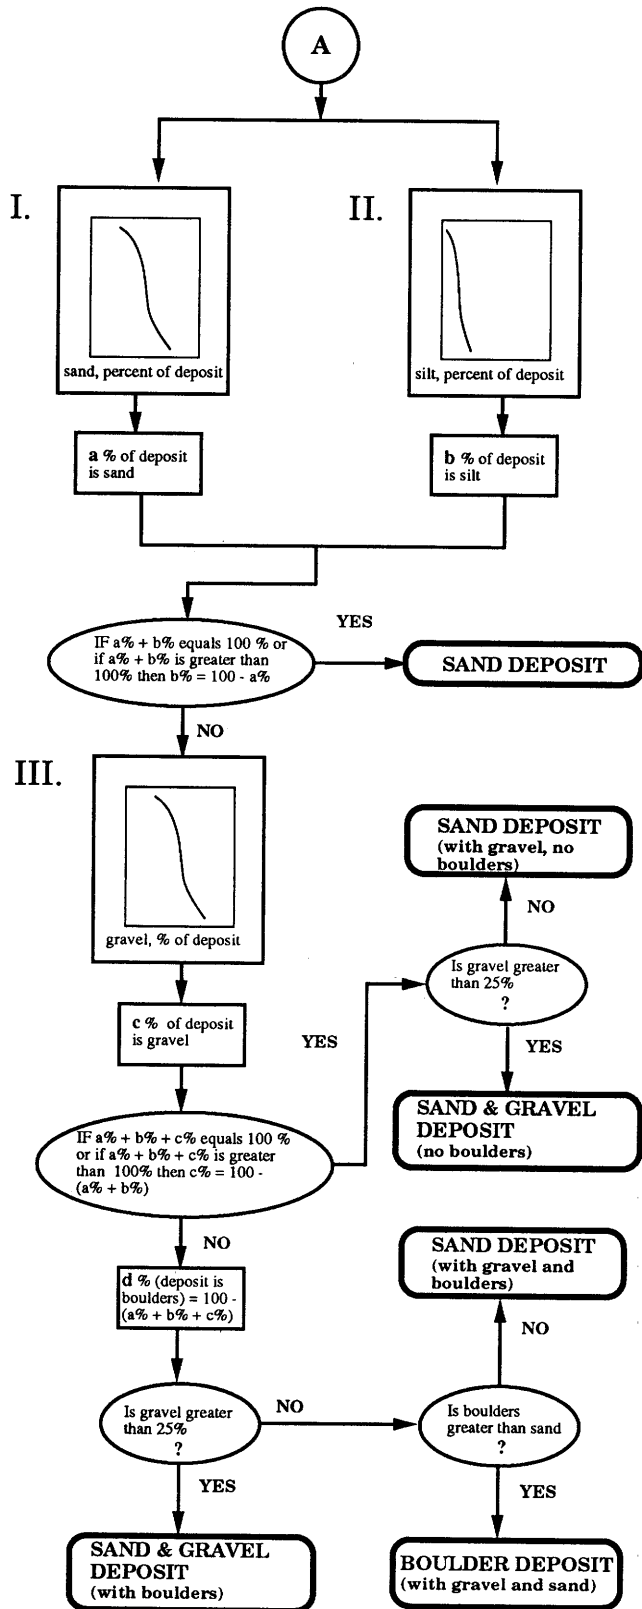 A
I.
II.
sand, percent of deposit
silt, percent of deposit
a % of deposit
is sand
b % of deposit
is silt
IF a% + b% equals 100 % or
if a% + b% is greater than
100% then b% = 100 - a%
YES
SAND DEPOSIT
NO
III.
gravel, % of deposit
SAND DEPOSIT
(with gravel, no
boulders)
NO
Is gravel greater
than 25%
?
YES
SAND & GRAVEL
DEPOSIT
(no boulders)
c % of deposit
is gravel
YES
IF a% + b% + c% equals 100 %
or if a% + b% + c% is greater
than 100% then c% = 100 -
(a% + b%)
NO
d % (deposit is
boulders) = 100 -
(a% + b% + c%)
SAND DEPOSIT
(with gravel and
boulders)
NO
Is gravel greater
than 25%
?
NO
Is boulders
greater than sand
?
YES
YES
SAND & GRAVEL
DEPOSIT
(with boulders)
BOULDER DEPOSIT
(with gravel and sand)